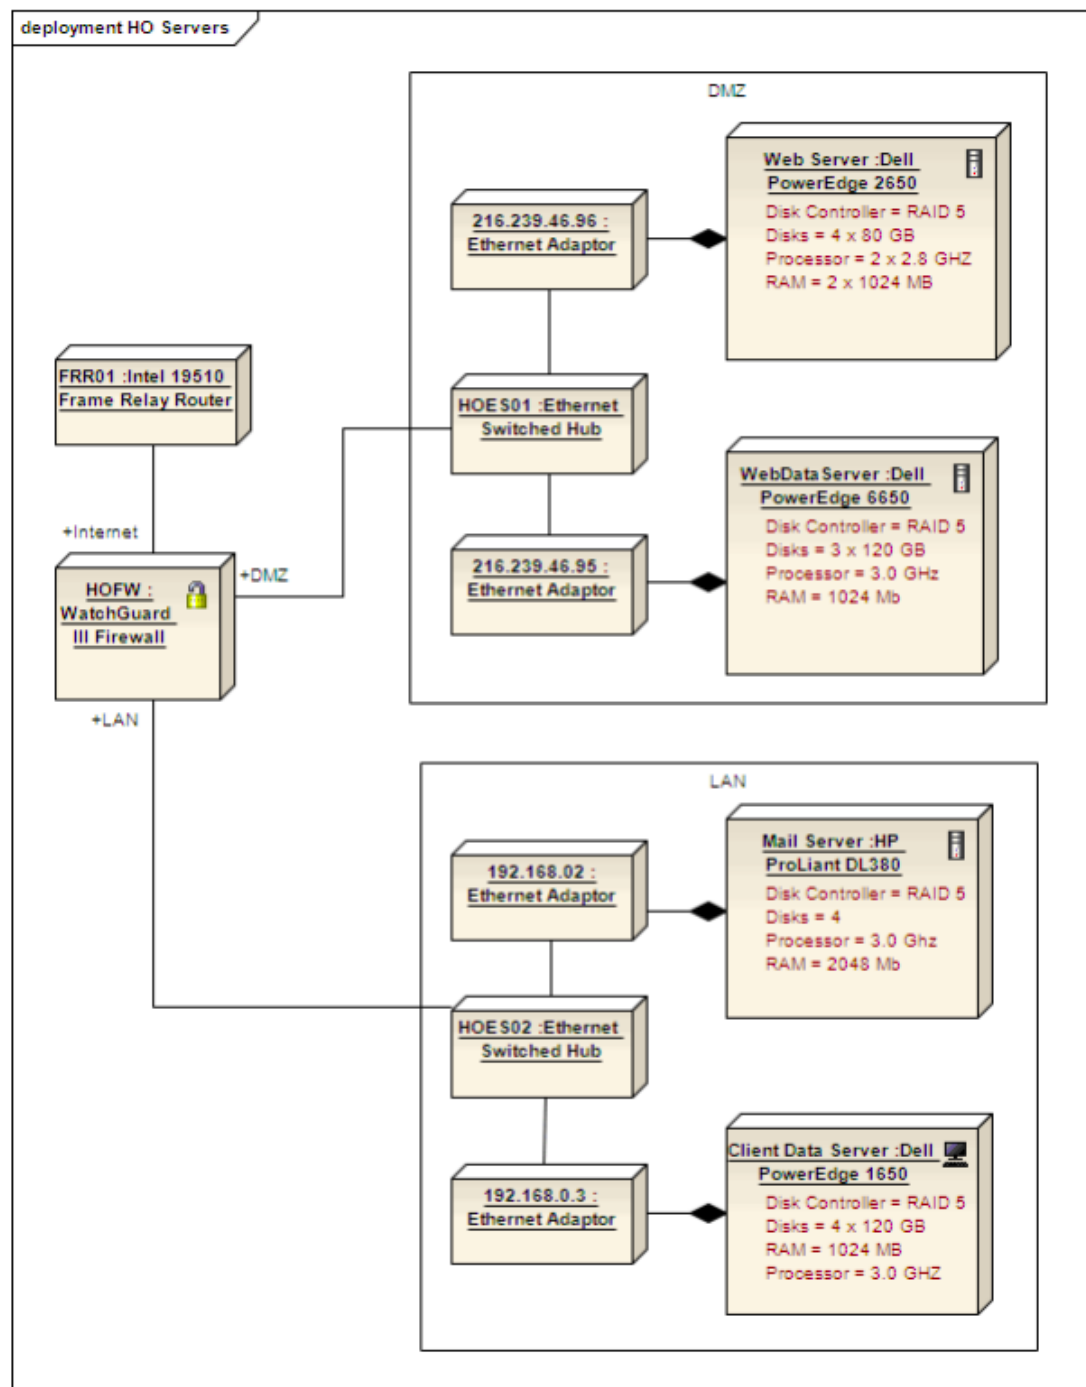 deployment HO Servers
DMZ
Web Server :Dell
PowerEdge 2650
Disk Controller = RAID 5
Disks = 4 x 80 GB
Processor = 2 x 2.8 GHZ
RAM = 2 x 1024 MB
216.239.46.96 :
Ethernet Adaptor
FRR01 :Intel 19510
Frame Relay Router
HOES01 :Ethernet
Switched Hub
WebDataServer :Dell
PowerEdge 6650
Disk Controller = RAID 5
Disks = 3 x 120 GB
Processor = 3.0 GHz
RAM = 1024 Mb
+Internet
216.239.46.95 :
Ethernet Adaptor
+DMZ
HOFW :
WatchGuard
III Firewall
+LAN
LAN
Mail Server :HP
ProLiant DL380
Disk Controller = RAID 5
Disks = 4
Processor = 3.0 Ghz
RAM = 2048 Mb
192.168.02 :
Ethernet Adaptor
HOES02 :Ethernet
Switched Hub
Client Data Server :Dell
PowerEdge 1650
Disk Controller = RAID 5
Disks = 4 x 120 GB
RAM = 1024 MB
Processor = 3.0 GHZ
192.168.0.3 :
Ethernet Adaptor